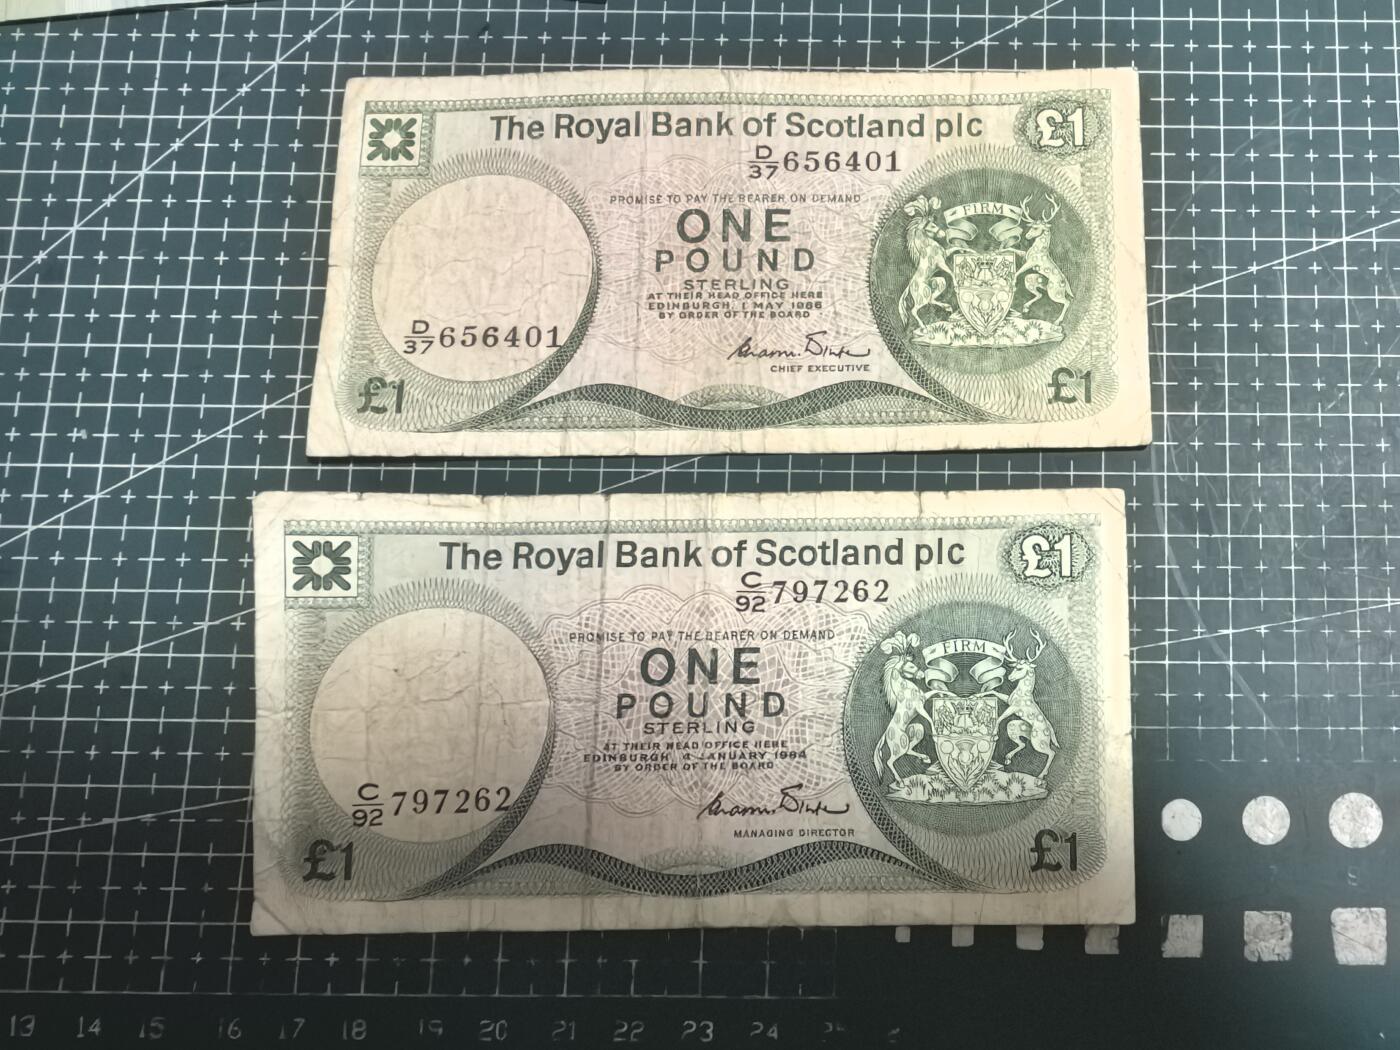 The Royal Bank of Scotland plc
£1
D/37 656401
PROMISE TO PAY THE BEARER ON DEMAND
ONE
POUND
STERLING
AT THEIR HEAD OFFICE HERE
EDINBURGH, 1 MAY 1986
BY ORDER OF THE BOARD
FIRM
D/37 656401
CHIEF EXECUTIVE
£1
£1
The Royal Bank of Scotland plc
£1
C/92 797262
PROMISE TO PAY THE BEARER ON DEMAND
ONE
POUND
STERLING
AT THEIR HEAD OFFICE HERE
EDINBURGH, 4 JANUARY 1984
BY ORDER OF THE BOARD
FIRM
C/92 797262
MANAGING DIRECTOR
£1
£1
13 14 15 16 17 18 19 20 21 22 23 24